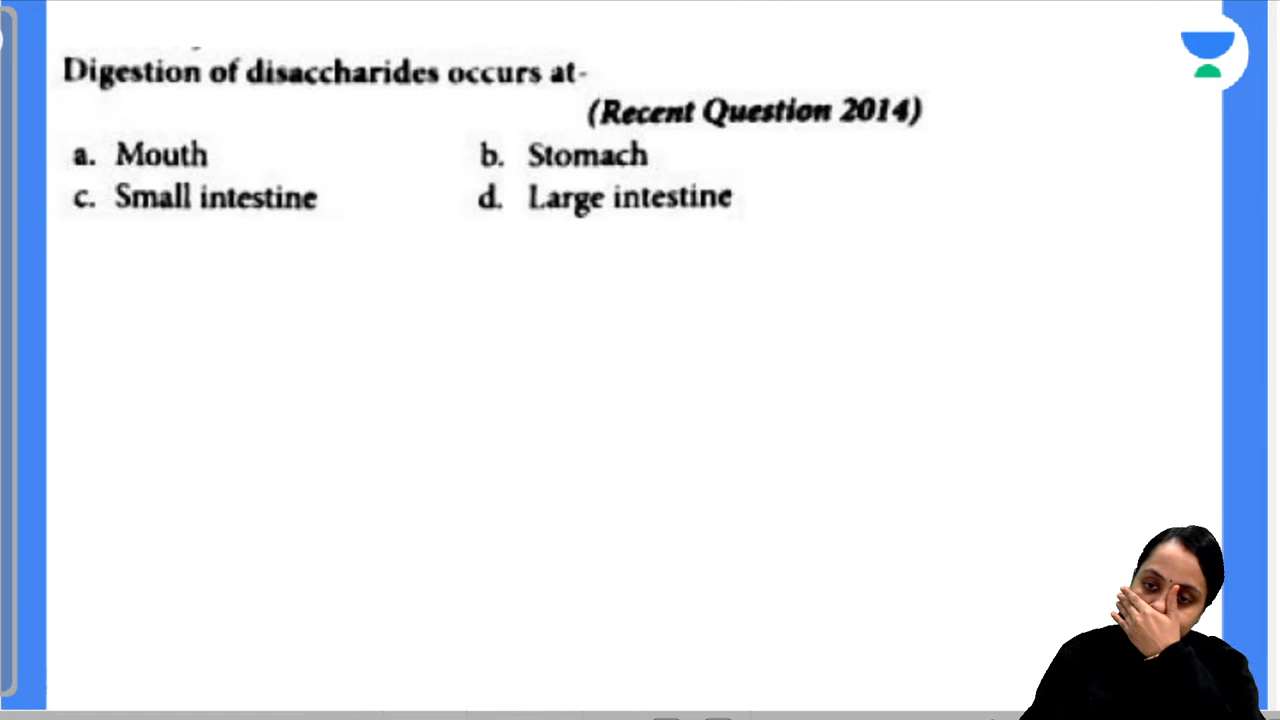 Digestion of disaccharides occurs at-
(Recent Question 2014)
a. Mouth b. Stomach
c. Small intestine d. Large intestine